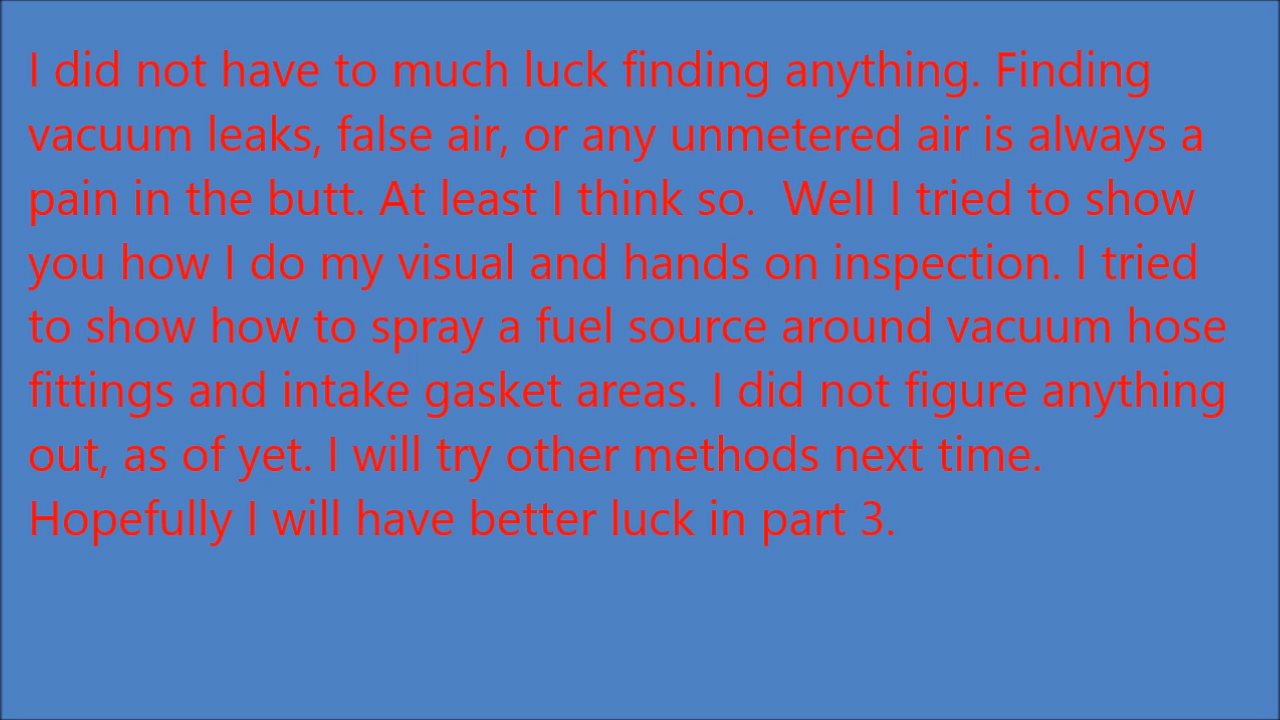 I did not have to much luck finding anything. Finding
vacuum leaks, false air, or any unmetered air is always a
pain in the butt. At least I think so.  Well I tried to show
you how I do my visual and hands on inspection. I tried
to show how to spray a fuel source around vacuum hose
fittings and intake gasket areas. I did not figure anything
out, as of yet. I will try other methods next time.
Hopefully I will have better luck in part 3.